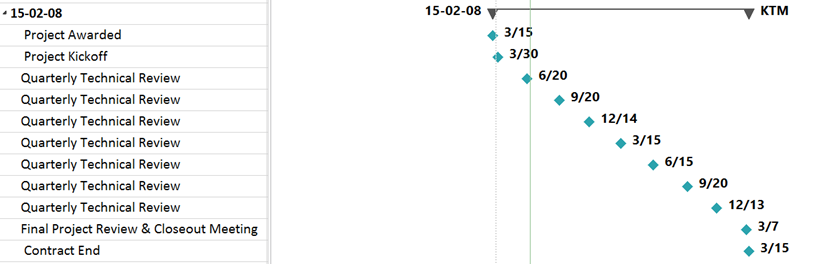 15-02-08 15-02-08 KTM
Project Awarded 3/15
Project Kickoff 3/30
Quarterly Technical Review 6/20
Quarterly Technical Review 9/20
Quarterly Technical Review 12/14
Quarterly Technical Review 3/15
Quarterly Technical Review 6/15
Quarterly Technical Review 9/20
Quarterly Technical Review 12/13
Final Project Review & Closeout Meeting 3/7
Contract End 3/15